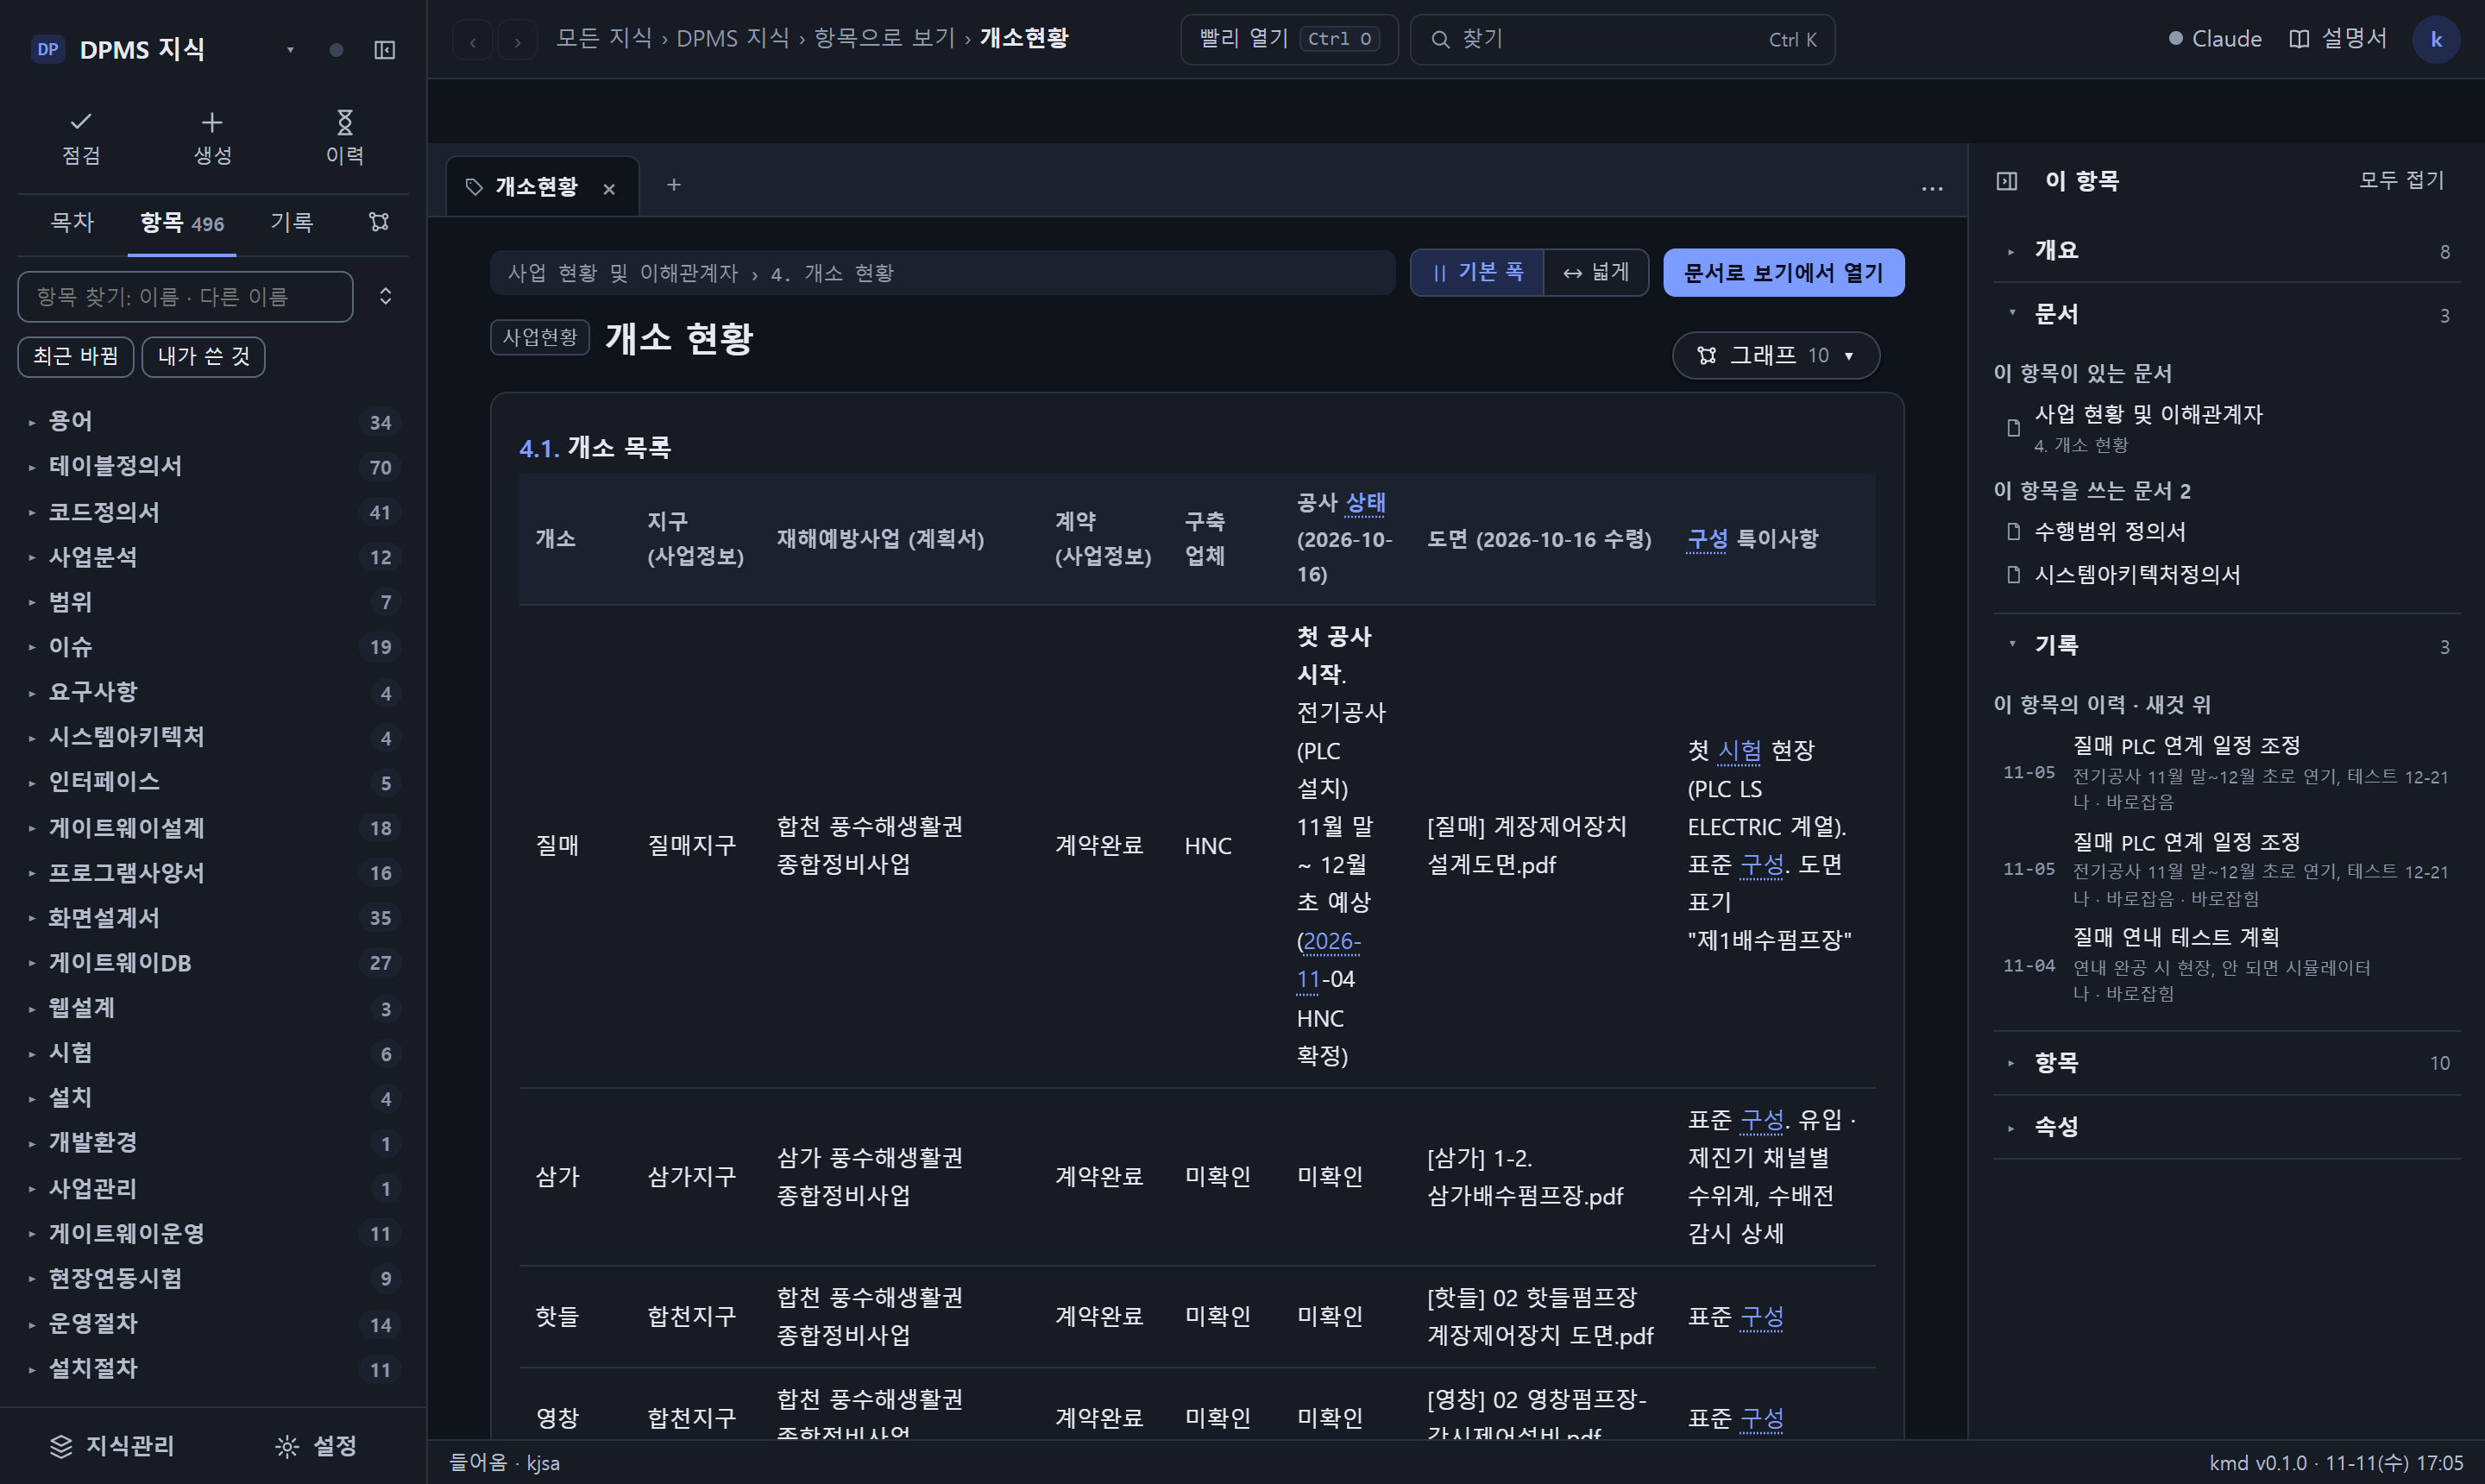 DP DPMS 지식
점검 생성 이력
목차 항목 496 기록
항목 찾기: 이름 · 다른 이름
최근 바뀜 내가 쓴 것
용어 34
테이블정의서 70
코드정의서 41
사업분석 12
범위 7
이슈 19
요구사항 4
시스템아키텍처 4
인터페이스 5
게이트웨이설계 18
프로그램사양서 16
화면설계서 35
게이트웨이DB 27
웹설계 3
시험 6
설치 4
개발환경 1
사업관리 1
게이트웨이운영 11
현장연동시험 9
운영절차 14
설치절차 11
지식관리 설정
모든 지식 › DPMS 지식 › 항목으로 보기 › 개소현황
빨리 열기 Ctrl O
찾기 Ctrl K
Claude 설명서 k
개소현황 × +
...
사업 현황 및 이해관계자 › 4. 개소 현황
기본 폭 ↔ 넓게 문서로 보기에서 열기
사업현황 개소 현황
그래프 10
4.1. 개소 목록
개소
지구
(사업정보)
재해예방사업 (계획서)
계약
(사업정보)
구축
업체
공사 상태
(2026-10-
16)
도면 (2026-10-16 수령)
구성 특이사항
질매
질매지구
합천 풍수해생활권
종합정비사업
계약완료
HNC
첫 공사
시작.
전기공사
(PLC
설치)
11월 말
~ 12월
초 예상
(2026-
11-04
HNC
확정)
[질매] 계장제어장치
설계도면.pdf
첫 시험 현장
(PLC LS
ELECTRIC 계열).
표준 구성. 도면
표기
"제1배수펌프장"
삼가
삼가지구
삼가 풍수해생활권
종합정비사업
계약완료
미확인
미확인
[삼가] 1-2.
삼가배수펌프장.pdf
표준 구성. 유입 ·
제진기 채널별
수위계, 수배전
감시 상세
핫들
합천지구
합천 풍수해생활권
종합정비사업
계약완료
미확인
미확인
[핫들] 02 핫들펌프장
계장제어장치 도면.pdf
표준 구성
영창
합천지구
합천 풍수해생활권
종합정비사업
계약완료
미확인
미확인
[영창] 02 영창펌프장-
감시제어설비.pdf
표준 구성
이 항목 모두 접기
개요 8
문서 3
이 항목이 있는 문서
사업 현황 및 이해관계자
4. 개소 현황
이 항목을 쓰는 문서 2
수행범위 정의서
시스템아키텍처정의서
기록 3
이 항목의 이력 · 새것 위
질매 PLC 연계 일정 조정
11-05 전기공사 11월 말~12월 초로 연기, 테스트 12-21
나 · 바로잡음
질매 PLC 연계 일정 조정
11-05 전기공사 11월 말~12월 초로 연기, 테스트 12-21
나 · 바로잡음 · 바로잡힘
질매 연내 테스트 계획
11-04 연내 완공 시 현장, 안 되면 시뮬레이터
나 · 바로잡힘
항목 10
속성
들어옴 · kjsa
kmd v0.1.0 · 11-11(수) 17:05